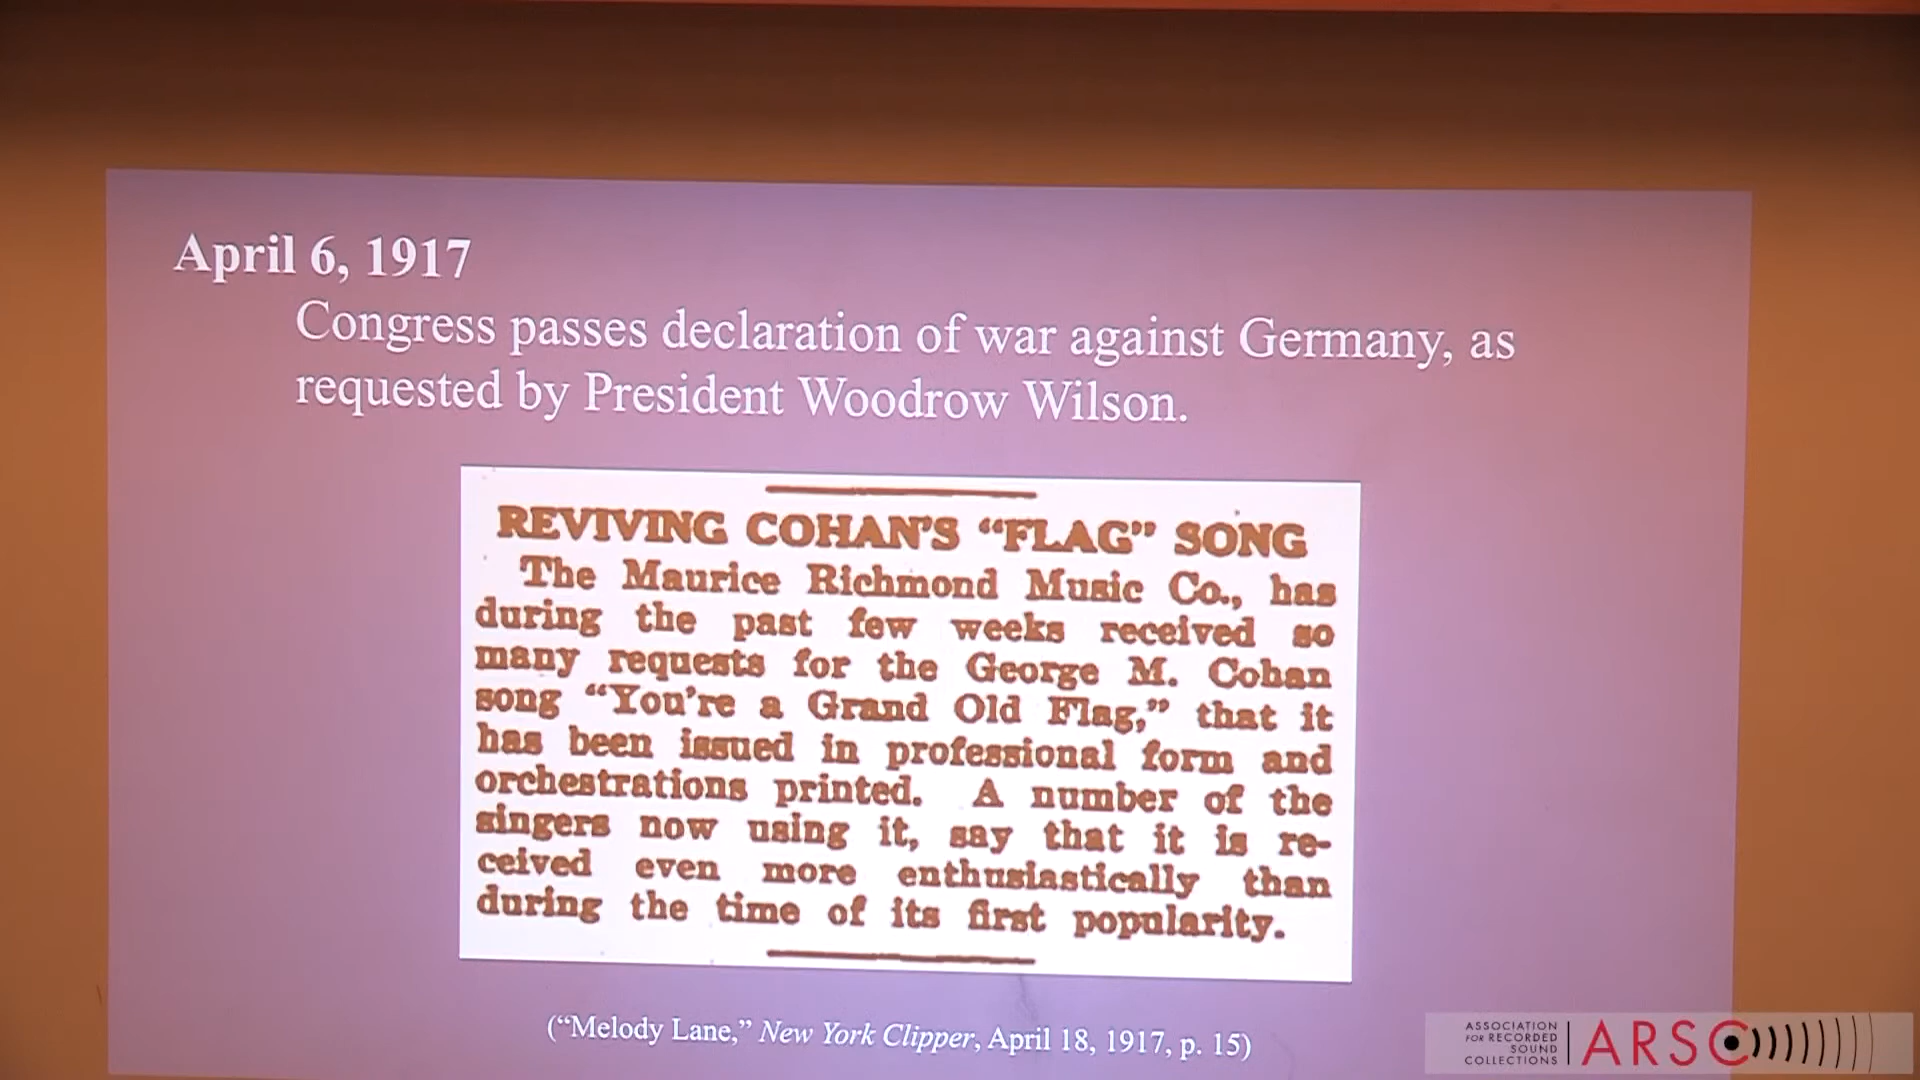 April 6, 1917
Congress passes declaration of war against Germany, as
requested by President Woodrow Wilson.
REVIVING COHAN'S “FLAG” SONG
The Maurice Richmond Music Co., has
during the past few weeks received so
many requests for the George M. Cohan
song “You're a Grand Old Flag,” that it
has been issued in professional form and
orchestrations printed. A number of the
singers now using it, say that it is re-
ceived even more enthusiastically than
during the time of its first popularity.
(“Melody Lane,” New York Clipper, April 18, 1917, p. 15)
ASSOCIATION
FOR RECORDED
SOUND
COLLECTIONS
ARSC